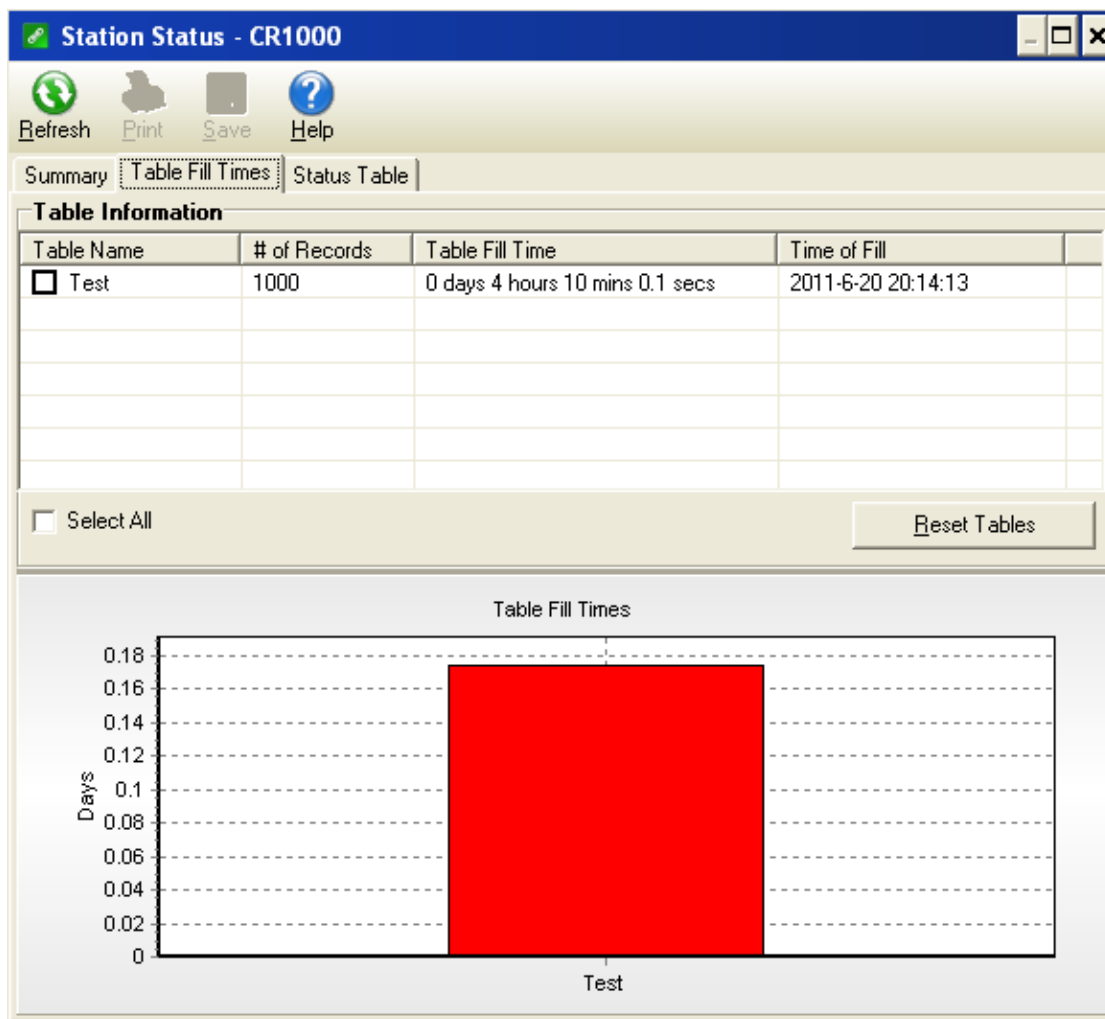 Station Status - CR1000
Refresh Print Save Help
Summary Table Fill Times Status Table
Table Information
Table Name # of Records Table Fill Time Time of Fill
Test 1000 0 days 4 hours 10 mins 0.1 secs 2011-6-20 20:14:13
Select All Reset Tables
Table Fill Times
0.18
0.16
0.14
0.12
0.1
0.08
0.06
0.04
0.02
0
Days
Test